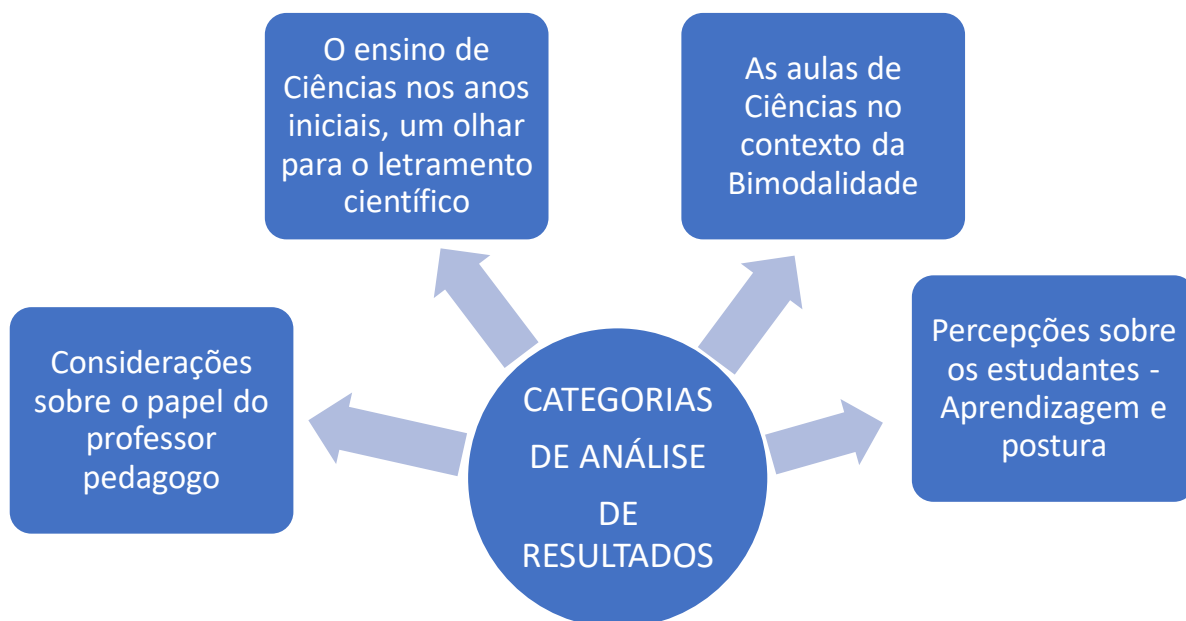 O ensino de
Ciências nos anos
iniciais, um olhar
para o letramento
científico
As aulas de
Ciências no
contexto da
Bimodalidade
Considerações
sobre o papel do
professor
pedagogo
Percepções sobre
os estudantes -
Aprendizagem e
postura
CATEGORIAS
DE ANÁLISE
DE
RESULTADOS